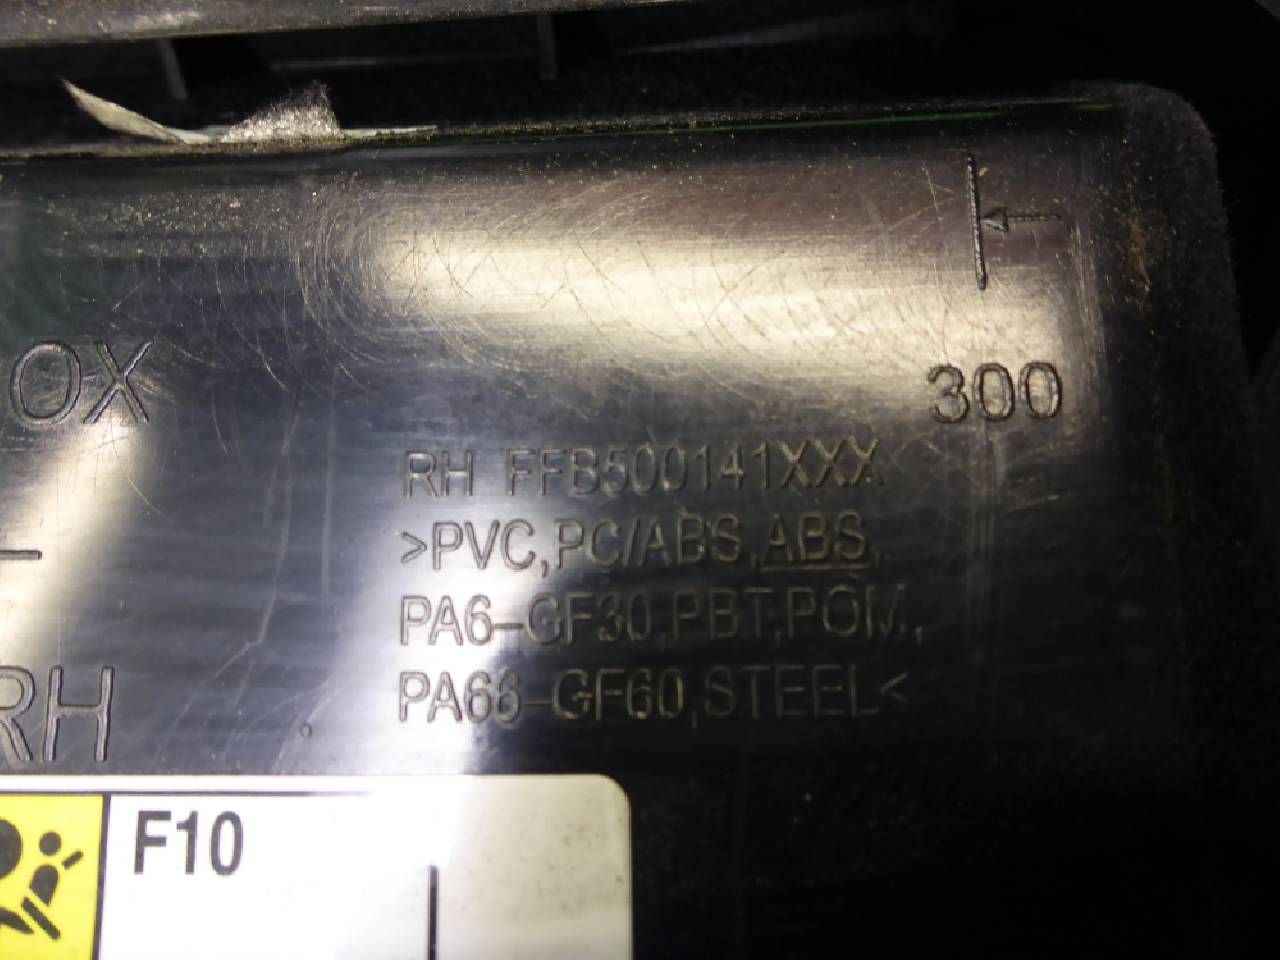 OX
300
RH FFB500141XXX
>PVC,PC/ABS,ABS,
PA6-GF30,PBT,POM,
PA66-GF60,STEEL<
RH
F10